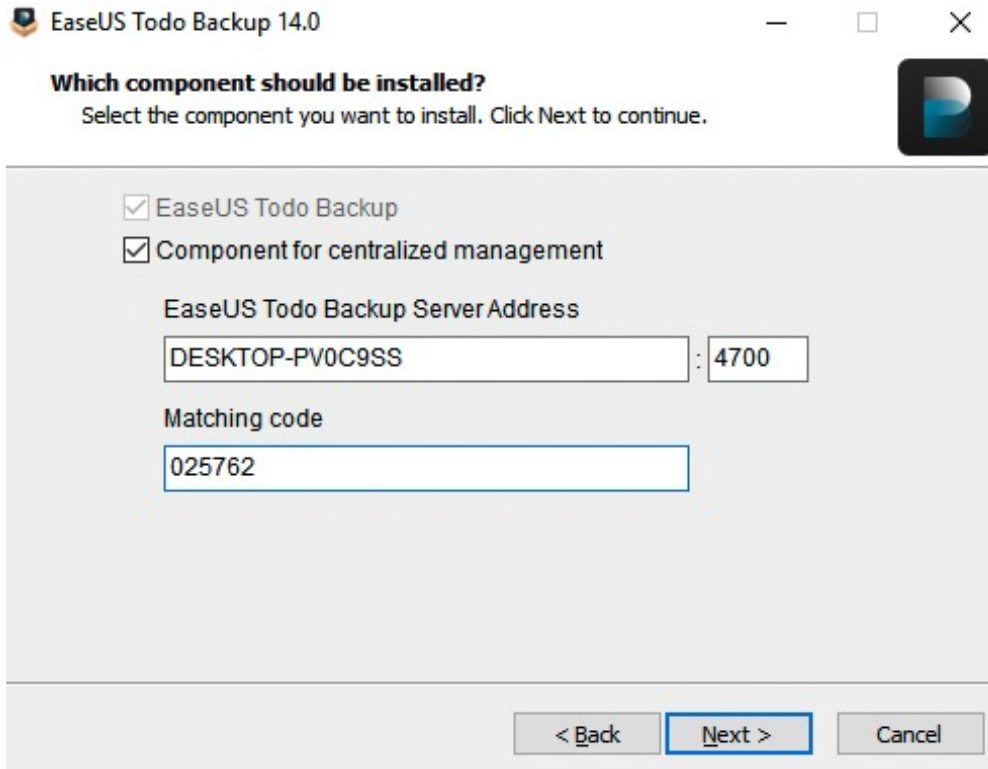 EaseUS Todo Backup 14.0
Which component should be installed?
Select the component you want to install. Click Next to continue.
EaseUS Todo Backup
Component for centralized management
EaseUS Todo Backup Server Address
DESKTOP-PV0C9SS : 4700
Matching code
025762
< Back Next > Cancel